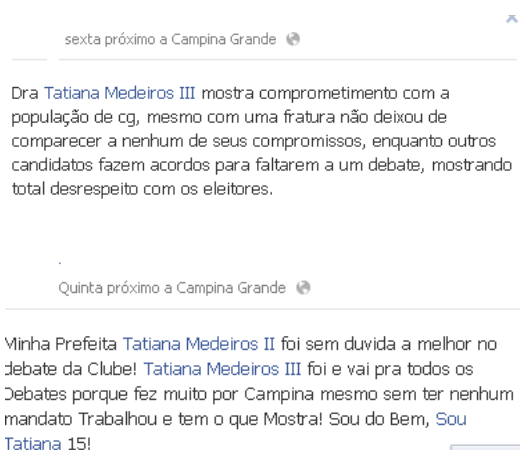 sexta próximo a Campina Grande
Dra Tatiana Medeiros III mostra comprometimento com a
população de cg, mesmo com uma fratura não deixou de
comparecer a nenhum de seus compromissos, enquanto outros
candidatos fazem acordos para faltarem a um debate, mostrando
total desrespeito com os eleitores.
.
Quinta próximo a Campina Grande
Minha Prefeita Tatiana Medeiros II foi sem duvida a melhor no
debate da Clube! Tatiana Medeiros III foi e vai pra todos os
Debates porque fez muito por Campina mesmo sem ter nenhum
mandato Trabalhou e tem o que Mostra! Sou do Bem, Sou
Tatiana 15!